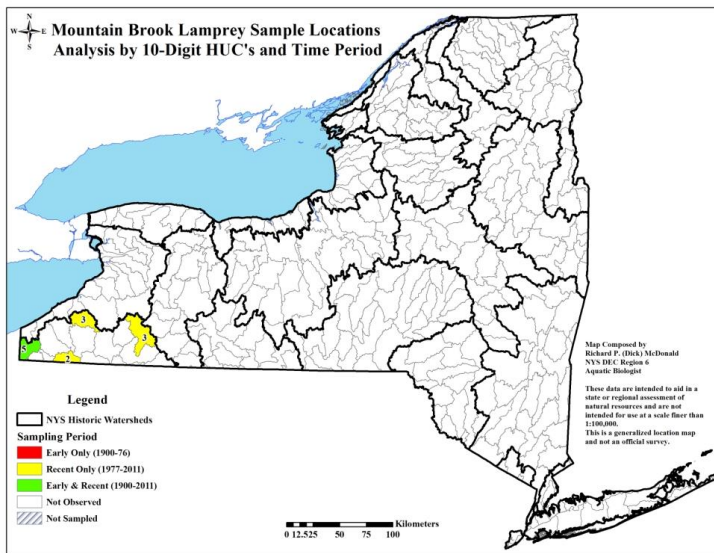 N
W E
S
Mountain Brook Lamprey Sample Locations
Analysis by 10-Digit HUC's and Time Period
3
3
5
2
Map Composed by
Richard P. (Dick) McDonald
NYS DEC Region 6
Aquatic Biologist
These data are intended to aid in a
state or regional assessment of
natural resources and are not
intended for use at a scale finer than
1:100,000.
This is a generalized location map
and not an official survey.
Legend
NYS Historic Watersheds
Sampling Period
Early Only (1900-76)
Recent Only (1977-2011)
Early & Recent (1900-2011)
Not Observed
Not Sampled
Kilometers
0 12.525 50 75 100